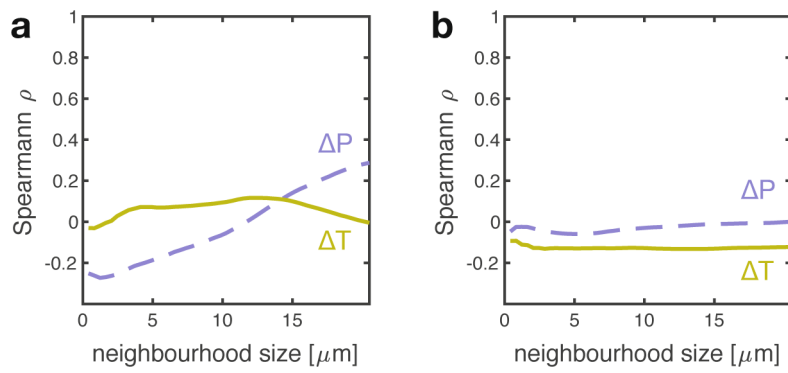 a
Spearmann ρ
1
0.8
0.6
0.4
0.2
0
-0.2
ΔP
ΔT
0 5 10 15
neighbourhood size [μm]
b
Spearmann ρ
1
0.8
0.6
0.4
0.2
0
-0.2
ΔP
ΔT
0 5 10 15
neighbourhood size [μm]